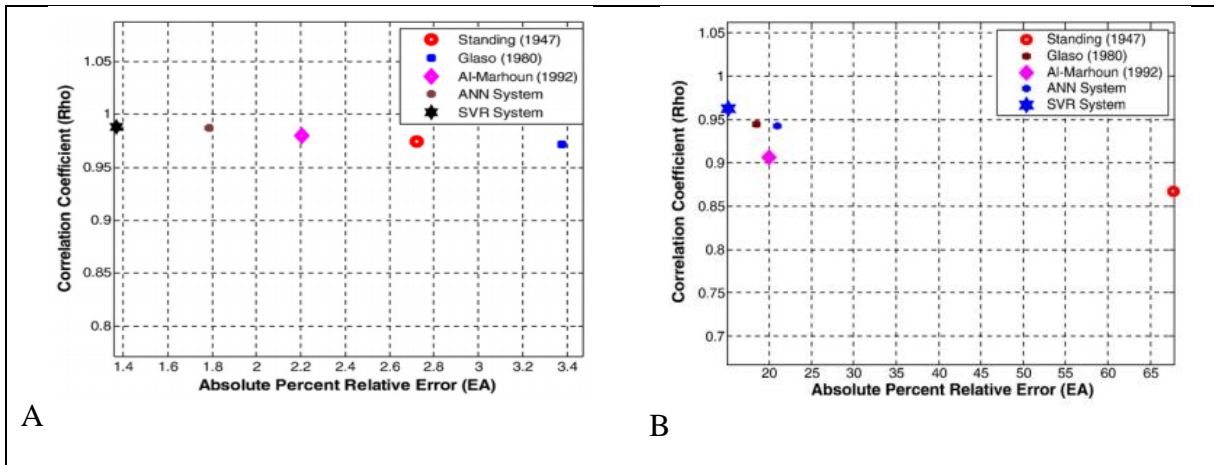 1.05
1
0.95
0.9
0.85
0.8
Correlation Coefficient (Rho)
Standing (1947)
Glaso (1980)
Al-Marhoun (1992)
ANN System
SVR System
1.4 1.6 1.8 2 2.2 2.4 2.6 2.8 3 3.2 3.4
Absolute Percent Relative Error (EA)
A
1.05
1
0.95
0.9
0.85
0.8
0.75
0.7
Correlation Coefficient (Rho)
Standing (1947)
Glaso (1980)
Al-Marhoun (1992)
ANN System
SVR System
20 25 30 35 40 45 50 55 60 65
Absolute Percent Relative Error (EA)
B